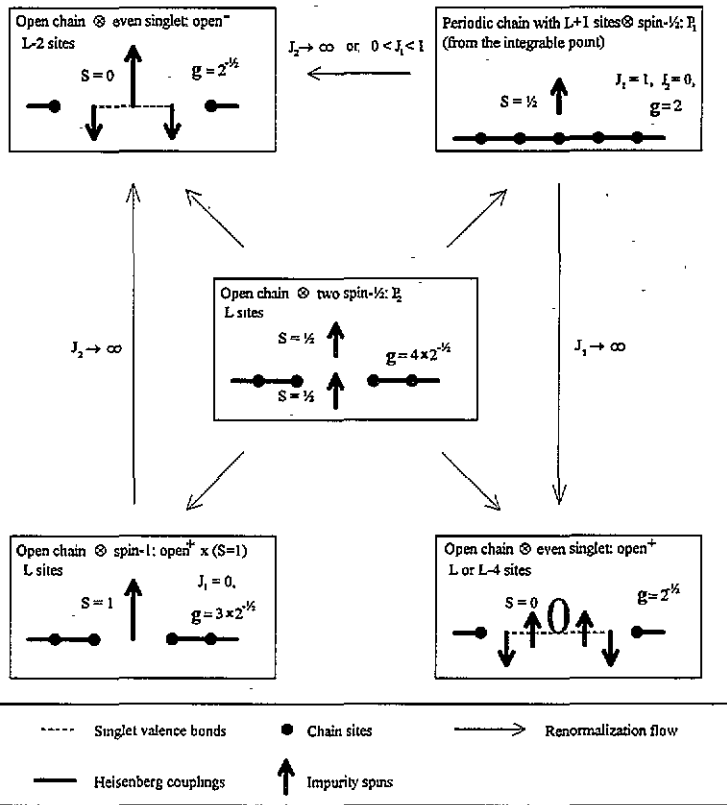 Open chain ⊗ even singlet: open⁻
L-2 sites
S = 0
g = 2^-½
J₂ → ∞ or, 0 < J₁ < 1
Periodic chain with L+1 sites⊗ spin-½: P₁
(from the integrable point)
J₁ = 1, J₂ = 0,
S = ½
g = 2
Open chain ⊗ two spin-½: P₂
L sites
S = ½
g = 4×2^-½
S = ½
J₂ → ∞
J₁ → ∞
Open chain ⊗ spin-1: open⁺ x (S=1)
L sites
J₁ = 0,
S = 1
g = 3×2^-½
Open chain ⊗ even singlet: open⁺
L or L-4 sites
S = 0
g = 2^-½
Singlet valence bonds
Chain sites
Renormalization flow
Heisenberg couplings
Impurity spins